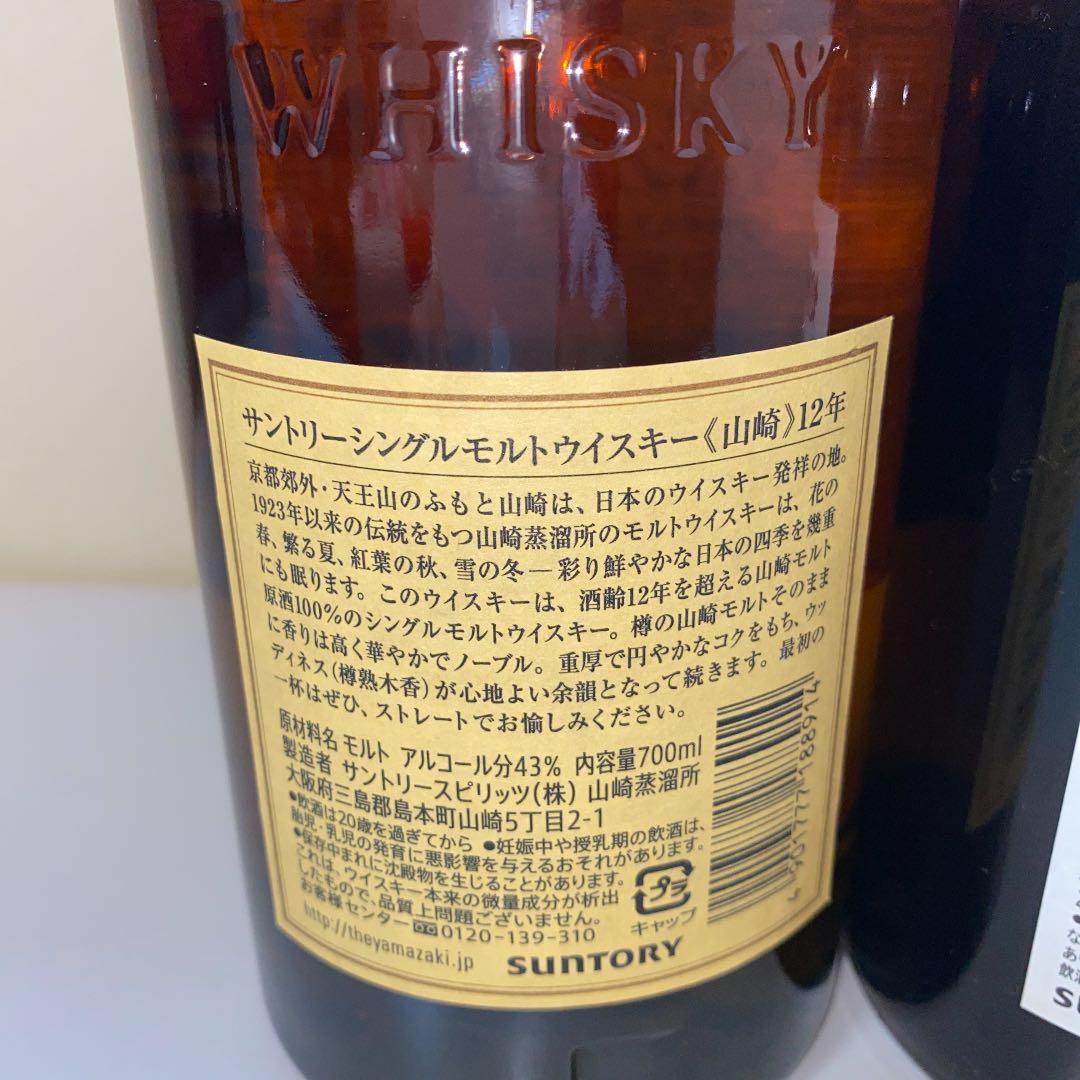 WHISKY
サントリーシングルモルトウイスキー《山崎》12年
京都郊外・天王山のふもと山崎は、日本のウイスキー発祥の地。
1923年以来の伝統をもつ山崎蒸溜所のモルトウイスキーは、花の
春、繁る夏、紅葉の秋、雪の冬―彩り鮮やかな日本の四季を幾重
にも眠ります。このウイスキーは、酒齢12年を超える山崎モルト
原酒100%のシングルモルトウイスキー。樽の山崎モルトそのまま
に香りは高く華やかでノーブル。重厚で円やかなコクをもち、ウッ
ディネス(樽熟木香)が心地よい余韻となって続きます。最初の
一杯はぜひ、ストレートでお愉しみください。
原材料名 モルト アルコール分43% 内容量700ml
製造者 サントリースピリッツ(株) 山崎蒸溜所
大阪府三島郡島本町山崎5丁目2-1
●飲酒は20歳を過ぎてから ●妊娠中や授乳期の飲酒は、
胎児・乳児の発育に悪影響を与えるおそれがあります。
●保存中まれに沈殿物を生じることがあります。
これは、ウイスキー本来の微量成分が析出
したもので、品質上問題ございません。
お客様センター 0120-139-310
http://theyamazaki.jp
SUNTORY
プラ
キャップ
な
あ
飲酒